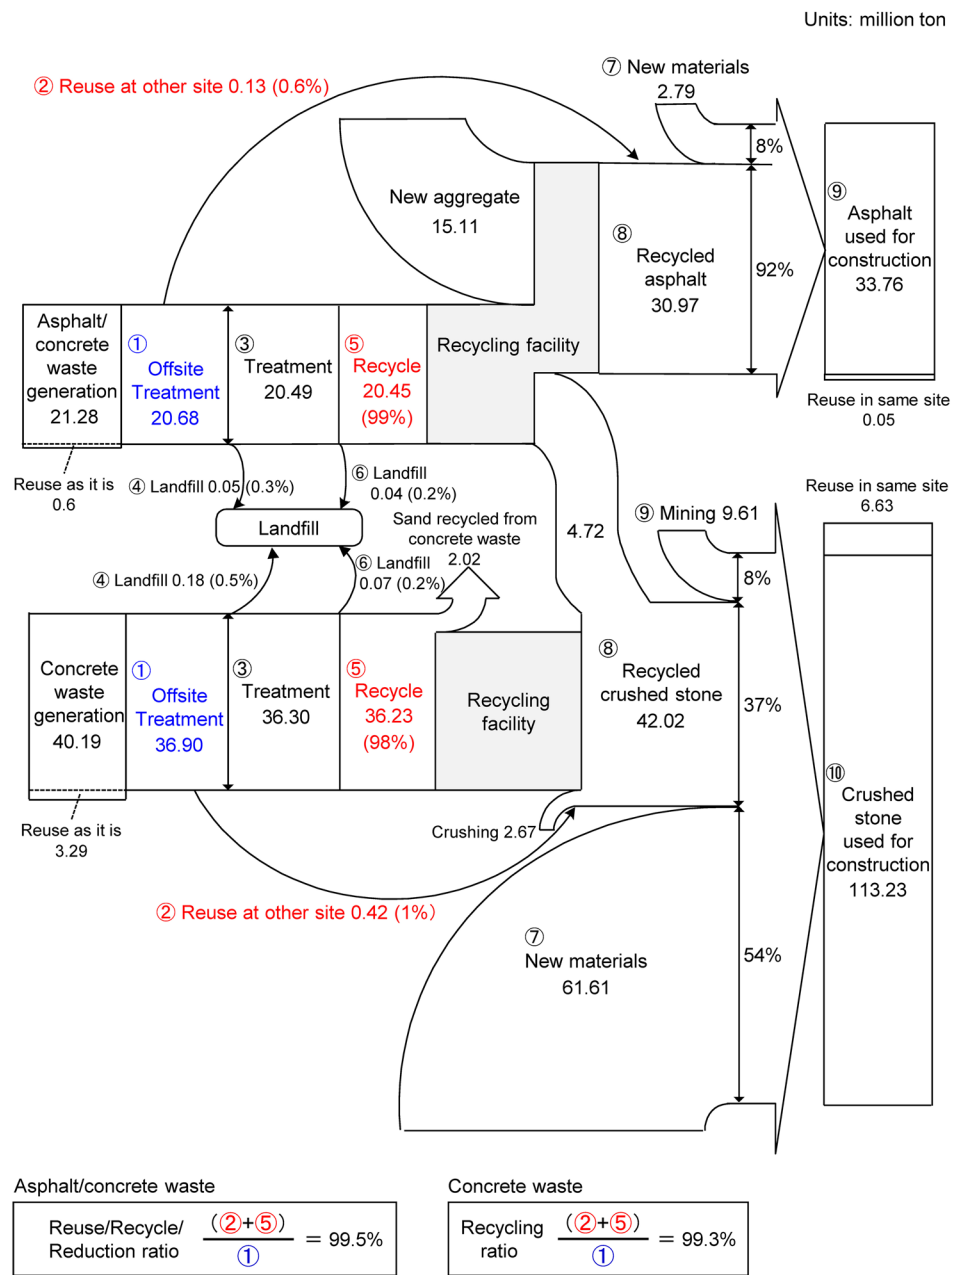 Units: million ton
② Reuse at other site 0.13 (0.6%)
⑦ New materials
2.79
8%
New aggregate
15.11
⑧
Recycled
asphalt
30.97
92%
⑨
Asphalt
used for
construction
33.76
Reuse in same site
0.05
Asphalt/
concrete
waste
generation
21.28
①
Offsite
Treatment
20.68
③
Treatment
20.49
⑤
Recycle
20.45
(99%)
Recycling facility
Reuse as it is
0.6
④ Landfill 0.05 (0.3%)
⑥ Landfill
0.04 (0.2%)
Landfill
Sand recycled from
concrete waste
2.02
④ Landfill 0.18 (0.5%)
⑥ Landfill
0.07 (0.2%)
4.72
⑨ Mining 9.61
8%
Reuse in same site
6.63
Concrete
waste
generation
40.19
①
Offsite
Treatment
36.90
③
Treatment
36.30
⑤
Recycle
36.23
(98%)
Recycling
facility
⑧
Recycled
crushed stone
42.02
37%
⑩
Crushed
stone
used for
construction
113.23
Reuse as it is
3.29
Crushing 2.67
② Reuse at other site 0.42 (1%)
⑦
New materials
61.61
54%
Asphalt/concrete waste
Reuse/Recycle/
Reduction ratio
(②+⑤)
①
= 99.5%
Concrete waste
Recycling
ratio
(②+⑤)
①
= 99.3%